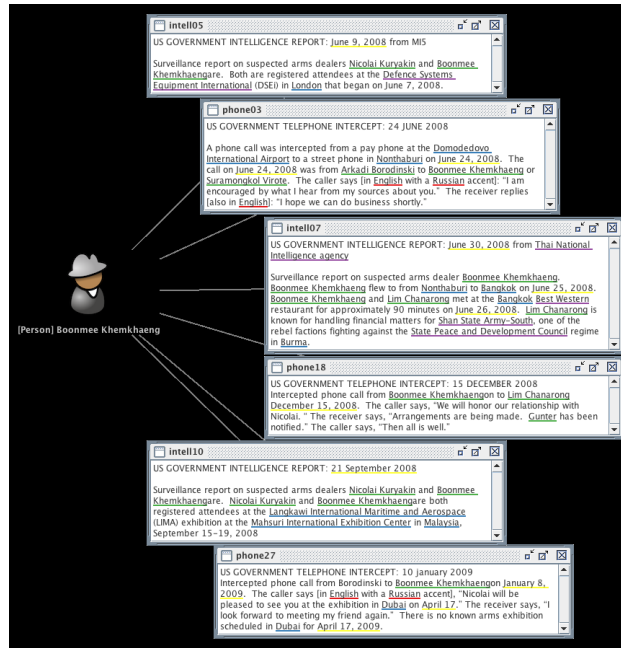 intell05
US GOVERNMENT INTELLIGENCE REPORT: June 9, 2008 from MI5
Surveillance report on suspected arms dealers Nicolai Kuryakin and Boonmee
Khemkhaengare. Both are registered attendees at the Defence Systems
Equipment International (DSEi) in London that began on June 7, 2008.
phone03
US GOVERNMENT TELEPHONE INTERCEPT: 24 JUNE 2008
A phone call was intercepted from a pay phone at the Domodedovo
International Airport to a street phone in Nonthaburi on June 24, 2008. The
call on June 24, 2008 was from Arkadi Borodinski to Boonmee Khemkhaeng or
Suramongkol Virote. The caller says [in English with a Russian accent]: "I am
encouraged by what I hear from my sources about you." The receiver replies
[also in English]: "I hope we can do business shortly."
intell07
US GOVERNMENT INTELLIGENCE REPORT: June 30, 2008 from Thai National
Intelligence agency
Surveillance report on suspected arms dealer Boonmee Khemkhaeng.
Boonmee Khemkhaeng flew to from Nonthaburi to Bangkok on June 25, 2008.
Boonmee Khemkhaeng and Lim Chanarong met at the Bangkok Best Western
restaurant for approximately 90 minutes on June 26, 2008. Lim Chanarong is
known for handling financial matters for Shan State Army-South, one of the
rebel factions fighting against the State Peace and Development Council regime
in Burma.
[Person] Boonmee Khemkhaeng
phone18
US GOVERNMENT TELEPHONE INTERCEPT: 15 DECEMBER 2008
Intercepted phone call from Boonmee Khemkhaengon to Lim Chanarong
December 15, 2008. The caller says, "We will honor our relationship with
Nicolai. " The receiver says, "Arrangements are being made. Gunter has been
notified." The caller says, "Then all is well."
intell10
US GOVERNMENT INTELLIGENCE REPORT: 21 September 2008
Surveillance report on suspected arms dealers Nicolai Kuryakin and Boonmee
Khemkhaengare. Nicolai Kuryakin and Boonmee Khemkhaengare both
registered attendees at the Langkawi International Maritime and Aerospace
(LIMA) exhibition at the Mahsuri International Exhibition Center in Malaysia,
September 15-19, 2008
phone27
US GOVERNMENT TELEPHONE INTERCEPT: 10 january 2009
Intercepted phone call from Borodinski to Boonmee Khemkhaengon January 8,
2009. The caller says [in English with a Russian accent], "Nicolai will be
pleased to see you at the exhibition in Dubai on April 17." The receiver says, "I
look forward to meeting my friend again." There is no known arms exhibition
scheduled in Dubai for April 17, 2009.